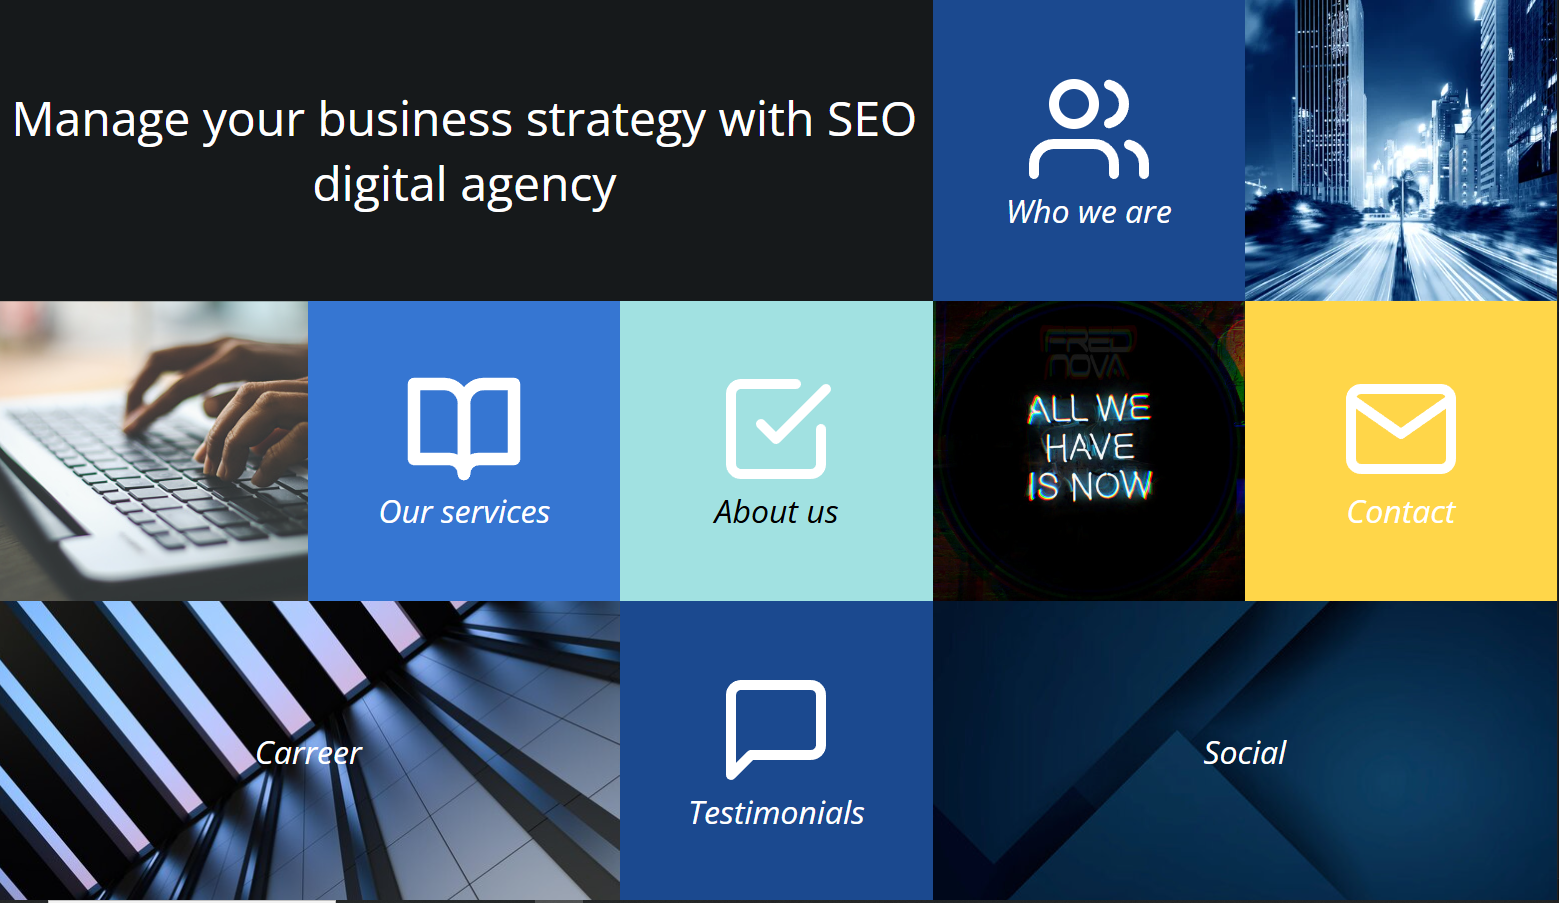 Manage your business strategy with SEO
digital agency
Who we are
Our services
About us
FRED
NOVA
ALL WE
HAVE
IS NOW
Contact
Carreer
Testimonials
Social